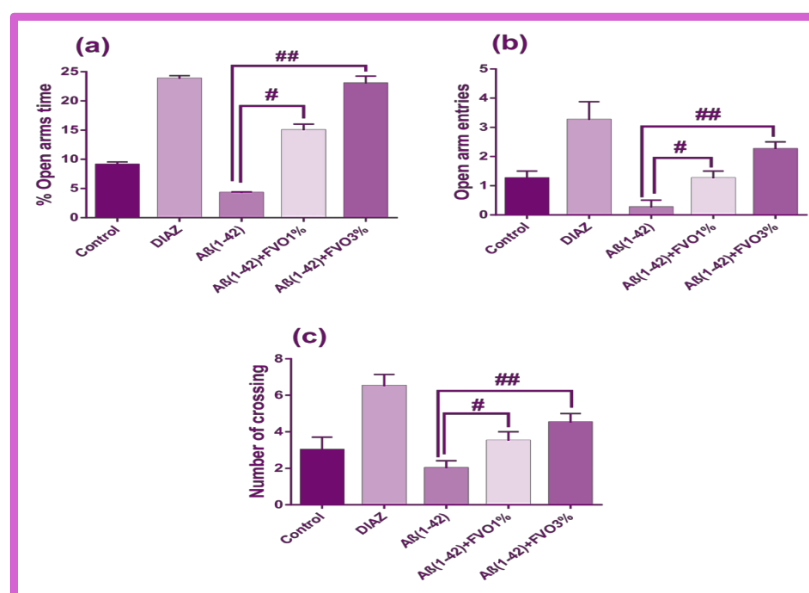 (a)
% Open arms time
25
20
15
10
5
0
##
#
Control
DIAZ
Aß(1-42)
Aß(1-42)+FVO1%
Aß(1-42)+FVO3%
(b)
Open arm entries
5
4
3
2
1
0
##
#
Control
DIAZ
Aß(1-42)
Aß(1-42)+FVO1%
Aß(1-42)+FVO3%
(c)
Number of crossing
8
6
4
2
0
##
#
Control
DIAZ
Aß(1-42)
Aß(1-42)+FVO1%
Aß(1-42)+FVO3%